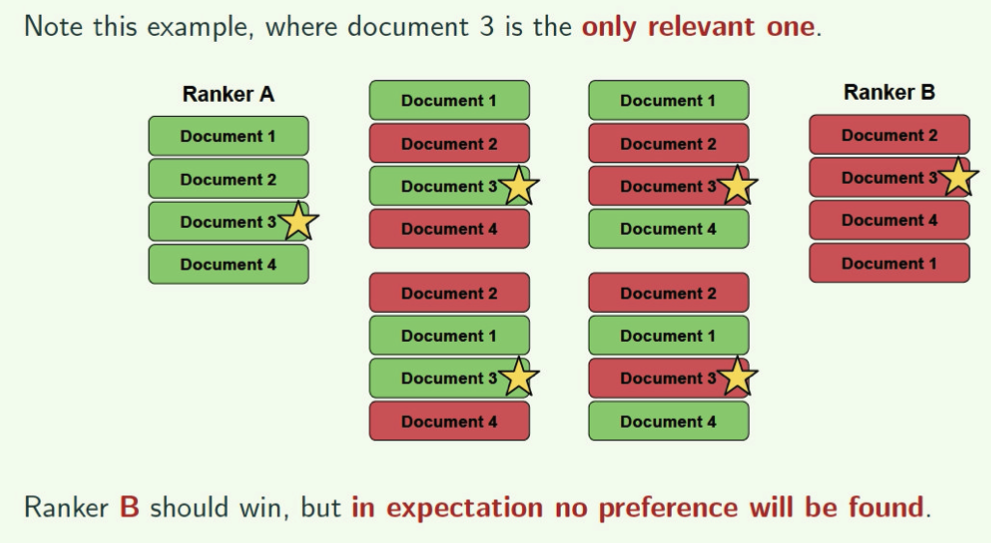 Note this example, where document 3 is the only relevant one.
Ranker A
Document 1
Document 2
Document 3
Document 4
Document 1
Document 2
Document 3
Document 4
Document 2
Document 1
Document 3
Document 4
Document 1
Document 2
Document 3
Document 4
Document 2
Document 1
Document 3
Document 4
Ranker B
Document 2
Document 3
Document 4
Document 1
Ranker B should win, but in expectation no preference will be found.